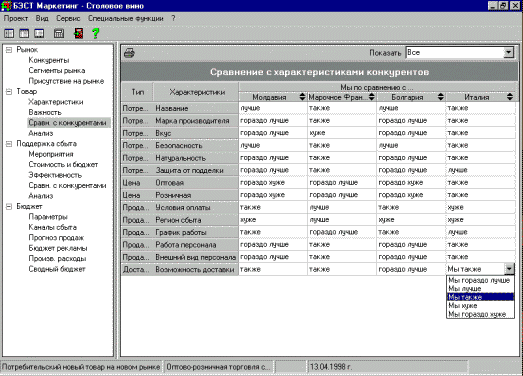 БЭСТ Маркетинг - Столовое вино
Проект Вид Сервис Специальные функции ?
Рынок
Конкуренты
Сегменты рынка
Присутствие на рынке
Товар
Характеристики
Важность
Сравн. с конкурентами
Анализ
Поддержка сбыта
Мероприятия
Стоимость и бюджет
Эффективность
Сравн. с конкурентами
Анализ
Бюджет
Параметры
Каналы сбыта
Прогноз продаж
Бюджет рекламы
Произв. расходы
Сводный бюджет
Показать Все
Сравнение с характеристиками конкурентов
Тип Характеристики Мы по сравнению с ...
Молдавия Марочное Фран... Болгария Италия
Потре... Название лучше также лучше также
Потре... Марка производителя гораздо лучше также гораздо лучше также
Потре... Вкус гораздо лучше хуже гораздо лучше также
Потре... Безопасность лучше также лучше также
Потре... Натуральность гораздо лучше также гораздо лучше также
Потре... Защита от подделки гораздо лучше также гораздо лучше лучше
Цена Оптовая гораздо хуже гораздо лучше гораздо хуже также
Цена Розничная гораздо хуже гораздо лучше гораздо хуже также
Прода... Условия оплаты также лучше также также
Прода... Регион сбыта хуже лучше хуже хуже
Прода... График работы также гораздо лучше также лучше
Прода... Работа персонала гораздо лучше также гораздо лучше также
Прода... Внешний вид персонала гораздо лучше также гораздо лучше также
Доста... Возможность доставки также также гораздо лучше Мы также
Мы гораздо лучше
Мы лучше
Мы также
Мы хуже
Мы гораздо хуже
Потребительский новый товар на новом рынке Оптово-розничная торговля с... 13.04.1998 г.